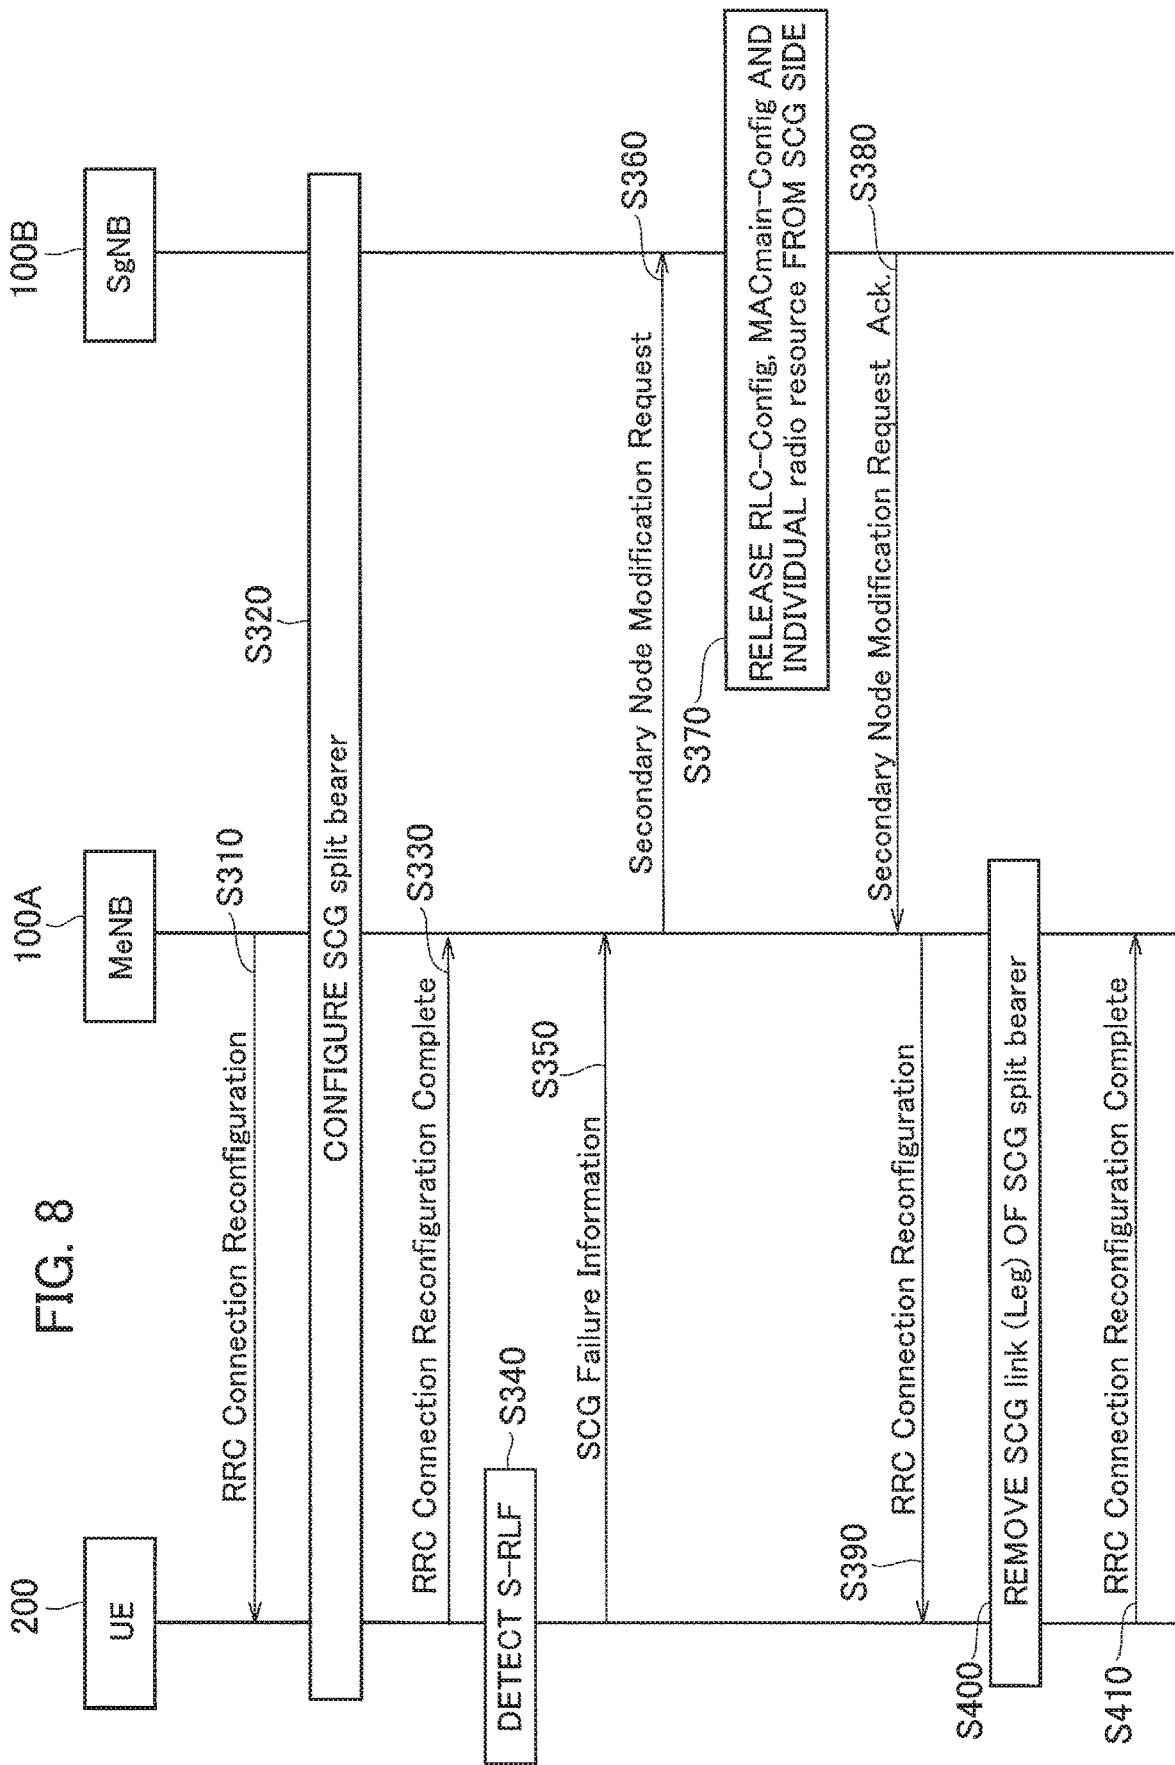 FIG. 8
200
100A
100B
UE
MeNB
SgNB
RRC Connection Reconfiguration
S310
S320
CONFIGURE SCG split bearer
RRC Connection Reconfiguration Complete
S330
DETECT S-RLF
S340
SCG Failure Information
S350
Secondary Node Modification Request
S360
S370
RELEASE RLC-Config, MACmain-Config AND
INDIVIDUAL radio resource FROM SCG SIDE
Secondary Node Modification Request Ack.
S380
S390
RRC Connection Reconfiguration
S400
REMOVE SCG link (Leg) OF SCG split bearer
S410
RRC Connection Reconfiguration Complete